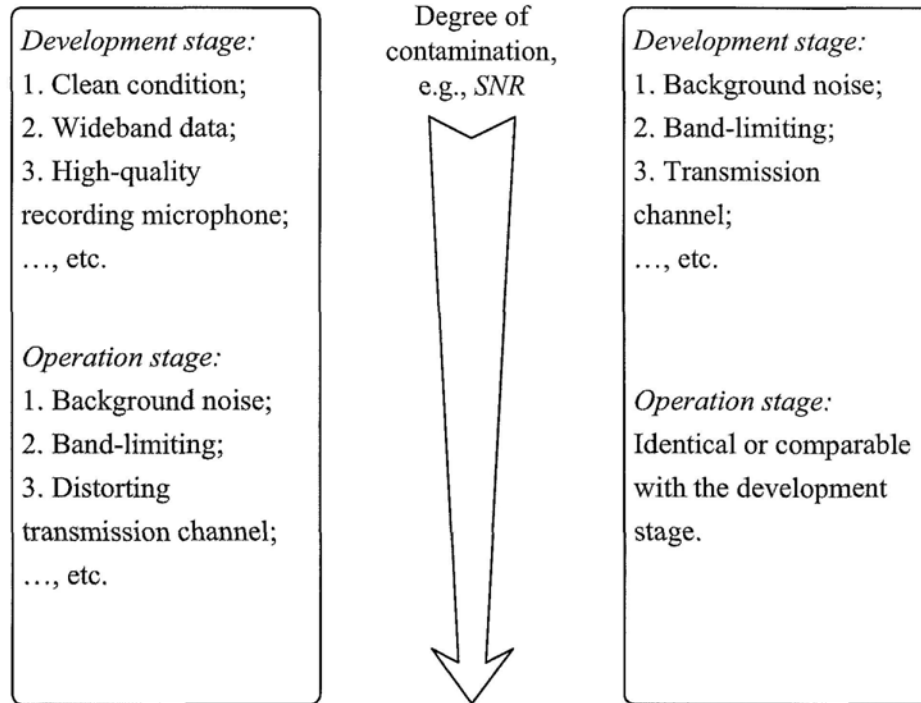 Development stage:
1. Clean condition;
2. Wideband data;
3. High-quality
recording microphone;
…, etc.
Operation stage:
1. Background noise;
2. Band-limiting;
3. Distorting
transmission channel;
…, etc.
Degree of
contamination,
e.g., SNR
Development stage:
1. Background noise;
2. Band-limiting;
3. Transmission
channel;
…, etc.
Operation stage:
Identical or comparable
with the development
stage.